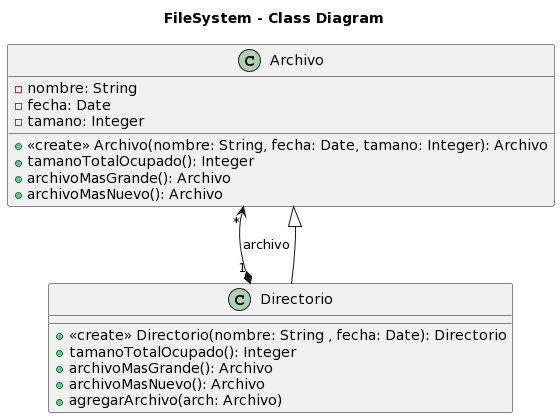 FileSystem - Class Diagram
C Archivo
nombre: String
fecha: Date
tamano: Integer
«create» Archivo(nombre: String, fecha: Date, tamano: Integer): Archivo
tamanoTotalOcupado(): Integer
archivoMasGrande(): Archivo
archivoMasNuevo(): Archivo
*
archivo
1
C Directorio
«create» Directorio(nombre: String , fecha: Date): Directorio
tamanoTotalOcupado(): Integer
archivoMasGrande(): Archivo
archivoMasNuevo(): Archivo
agregarArchivo(arch: Archivo)